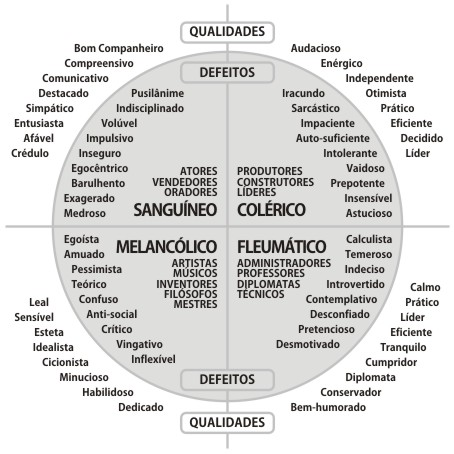 QUALIDADES
DEFEITOS
Bom Companheiro
Compreensivo
Comunicativo
Destacado
Simpático
Entusiasta
Afável
Crédulo
Pusilânime
Indisciplinado
Volúvel
Impulsivo
Inseguro
Egocêntrico
Barulhento
Exagerado
Medroso
ATORES
VENDEDORES
ORADORES
SANGUÍNEO
Audacioso
Enérgico
Independente
Otimista
Prático
Eficiente
Decidido
Líder
Iracundo
Sarcástico
Impaciente
Auto-suficiente
Intolerante
Vaidoso
Prepotente
Insensível
Astucioso
PRODUTORES
CONSTRUTORES
LÍDERES
COLÉRICO
MELANCÓLICO
ARTISTAS
MÚSICOS
INVENTORES
FILÓSOFOS
MESTRES
Egoísta
Amuado
Pessimista
Teórico
Confuso
Anti-social
Crítico
Vingativo
Inflexível
Leal
Sensível
Esteta
Idealista
Cicionista
Minucioso
Habilidoso
Dedicado
FLEUMÁTICO
ADMINISTRADORES
PROFESSORES
DIPLOMATAS
TÉCNICOS
Calculista
Temeroso
Indeciso
Introvertido
Contemplativo
Desconfiado
Pretencioso
Desmotivado
Calmo
Prático
Líder
Eficiente
Tranquilo
Cumpridor
Diplomata
Conservador
Bem-humorado
DEFEITOS
QUALIDADES